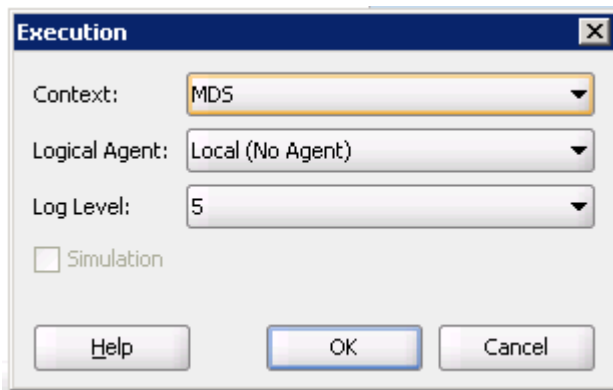 Execution
Context: MDS
Logical Agent: Local (No Agent)
Log Level: 5
Simulation
Help OK Cancel